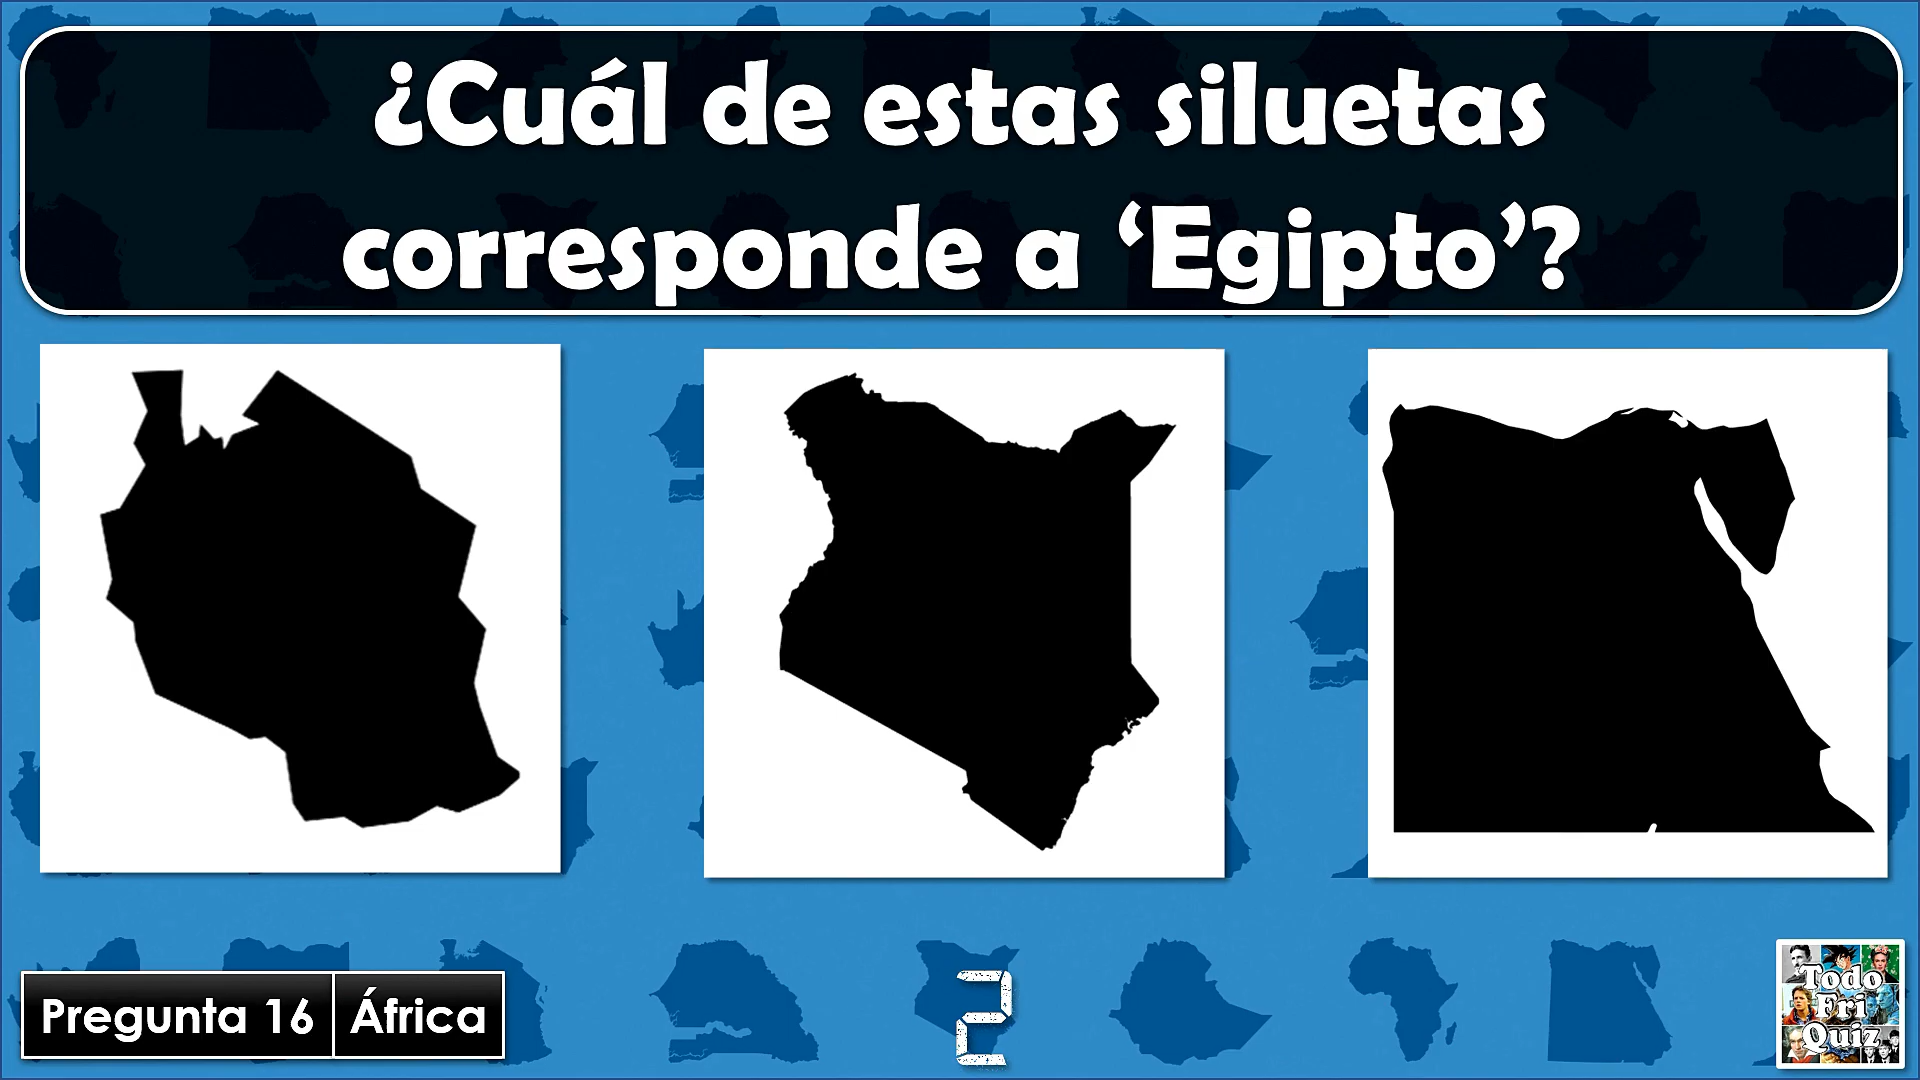 ¿Cuál de estas siluetas
corresponde a ‘Egipto’?
Pregunta 16
África
2
Todo
Fri
Quiz